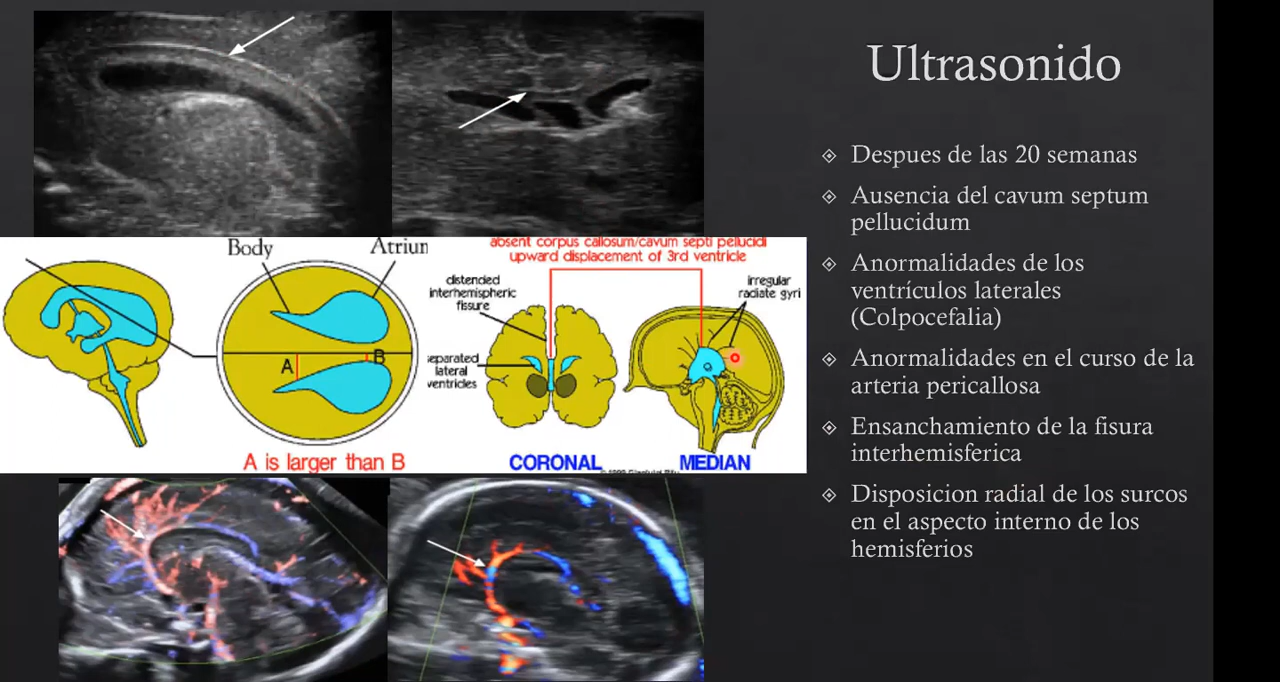 Ultrasonido
Despues de las 20 semanas
Ausencia del cavum septum
pellucidum
Anormalidades de los
ventrículos laterales
(Colpocefalia)
Anormalidades en el curso de la
arteria pericallosa
Ensanchamiento de la fisura
interhemisferica
Disposicion radial de los surcos
en el aspecto interno de los
hemisferios
Body
Atrium
A
B
A is larger than B
absent corpus callosum/cavum septi pellucidi
upward displacement of 3rd ventricle
distended
interhemispheric
fissure
irregular
radiate gyri
separated
lateral
ventricles
CORONAL
MEDIAN